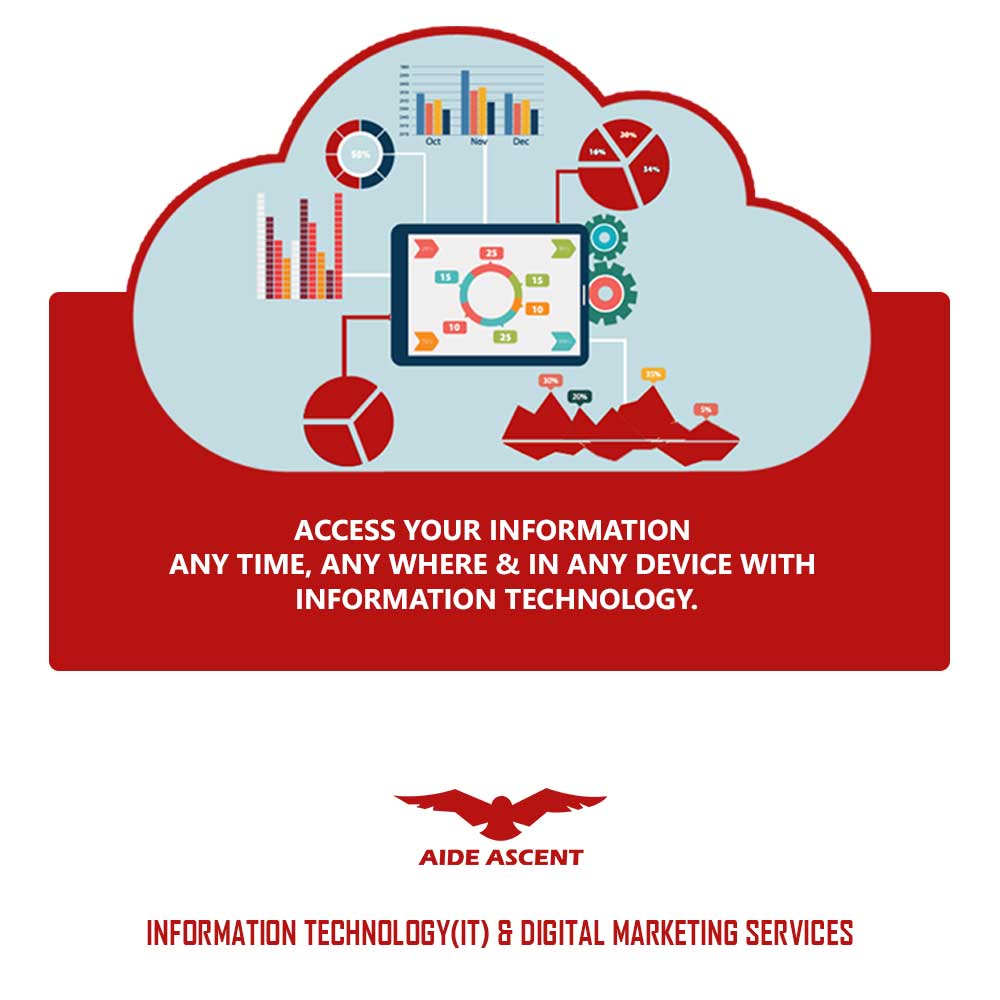 Oct Nov Dec
50%
16%
30%
34%
25
15
15
10
10
25
30%
20%
35%
5%
ACCESS YOUR INFORMATION
ANY TIME, ANY WHERE & IN ANY DEVICE WITH
INFORMATION TECHNOLOGY.
AIDE ASCENT
INFORMATION TECHNOLOGY(IT) & DIGITAL MARKETING SERVICES